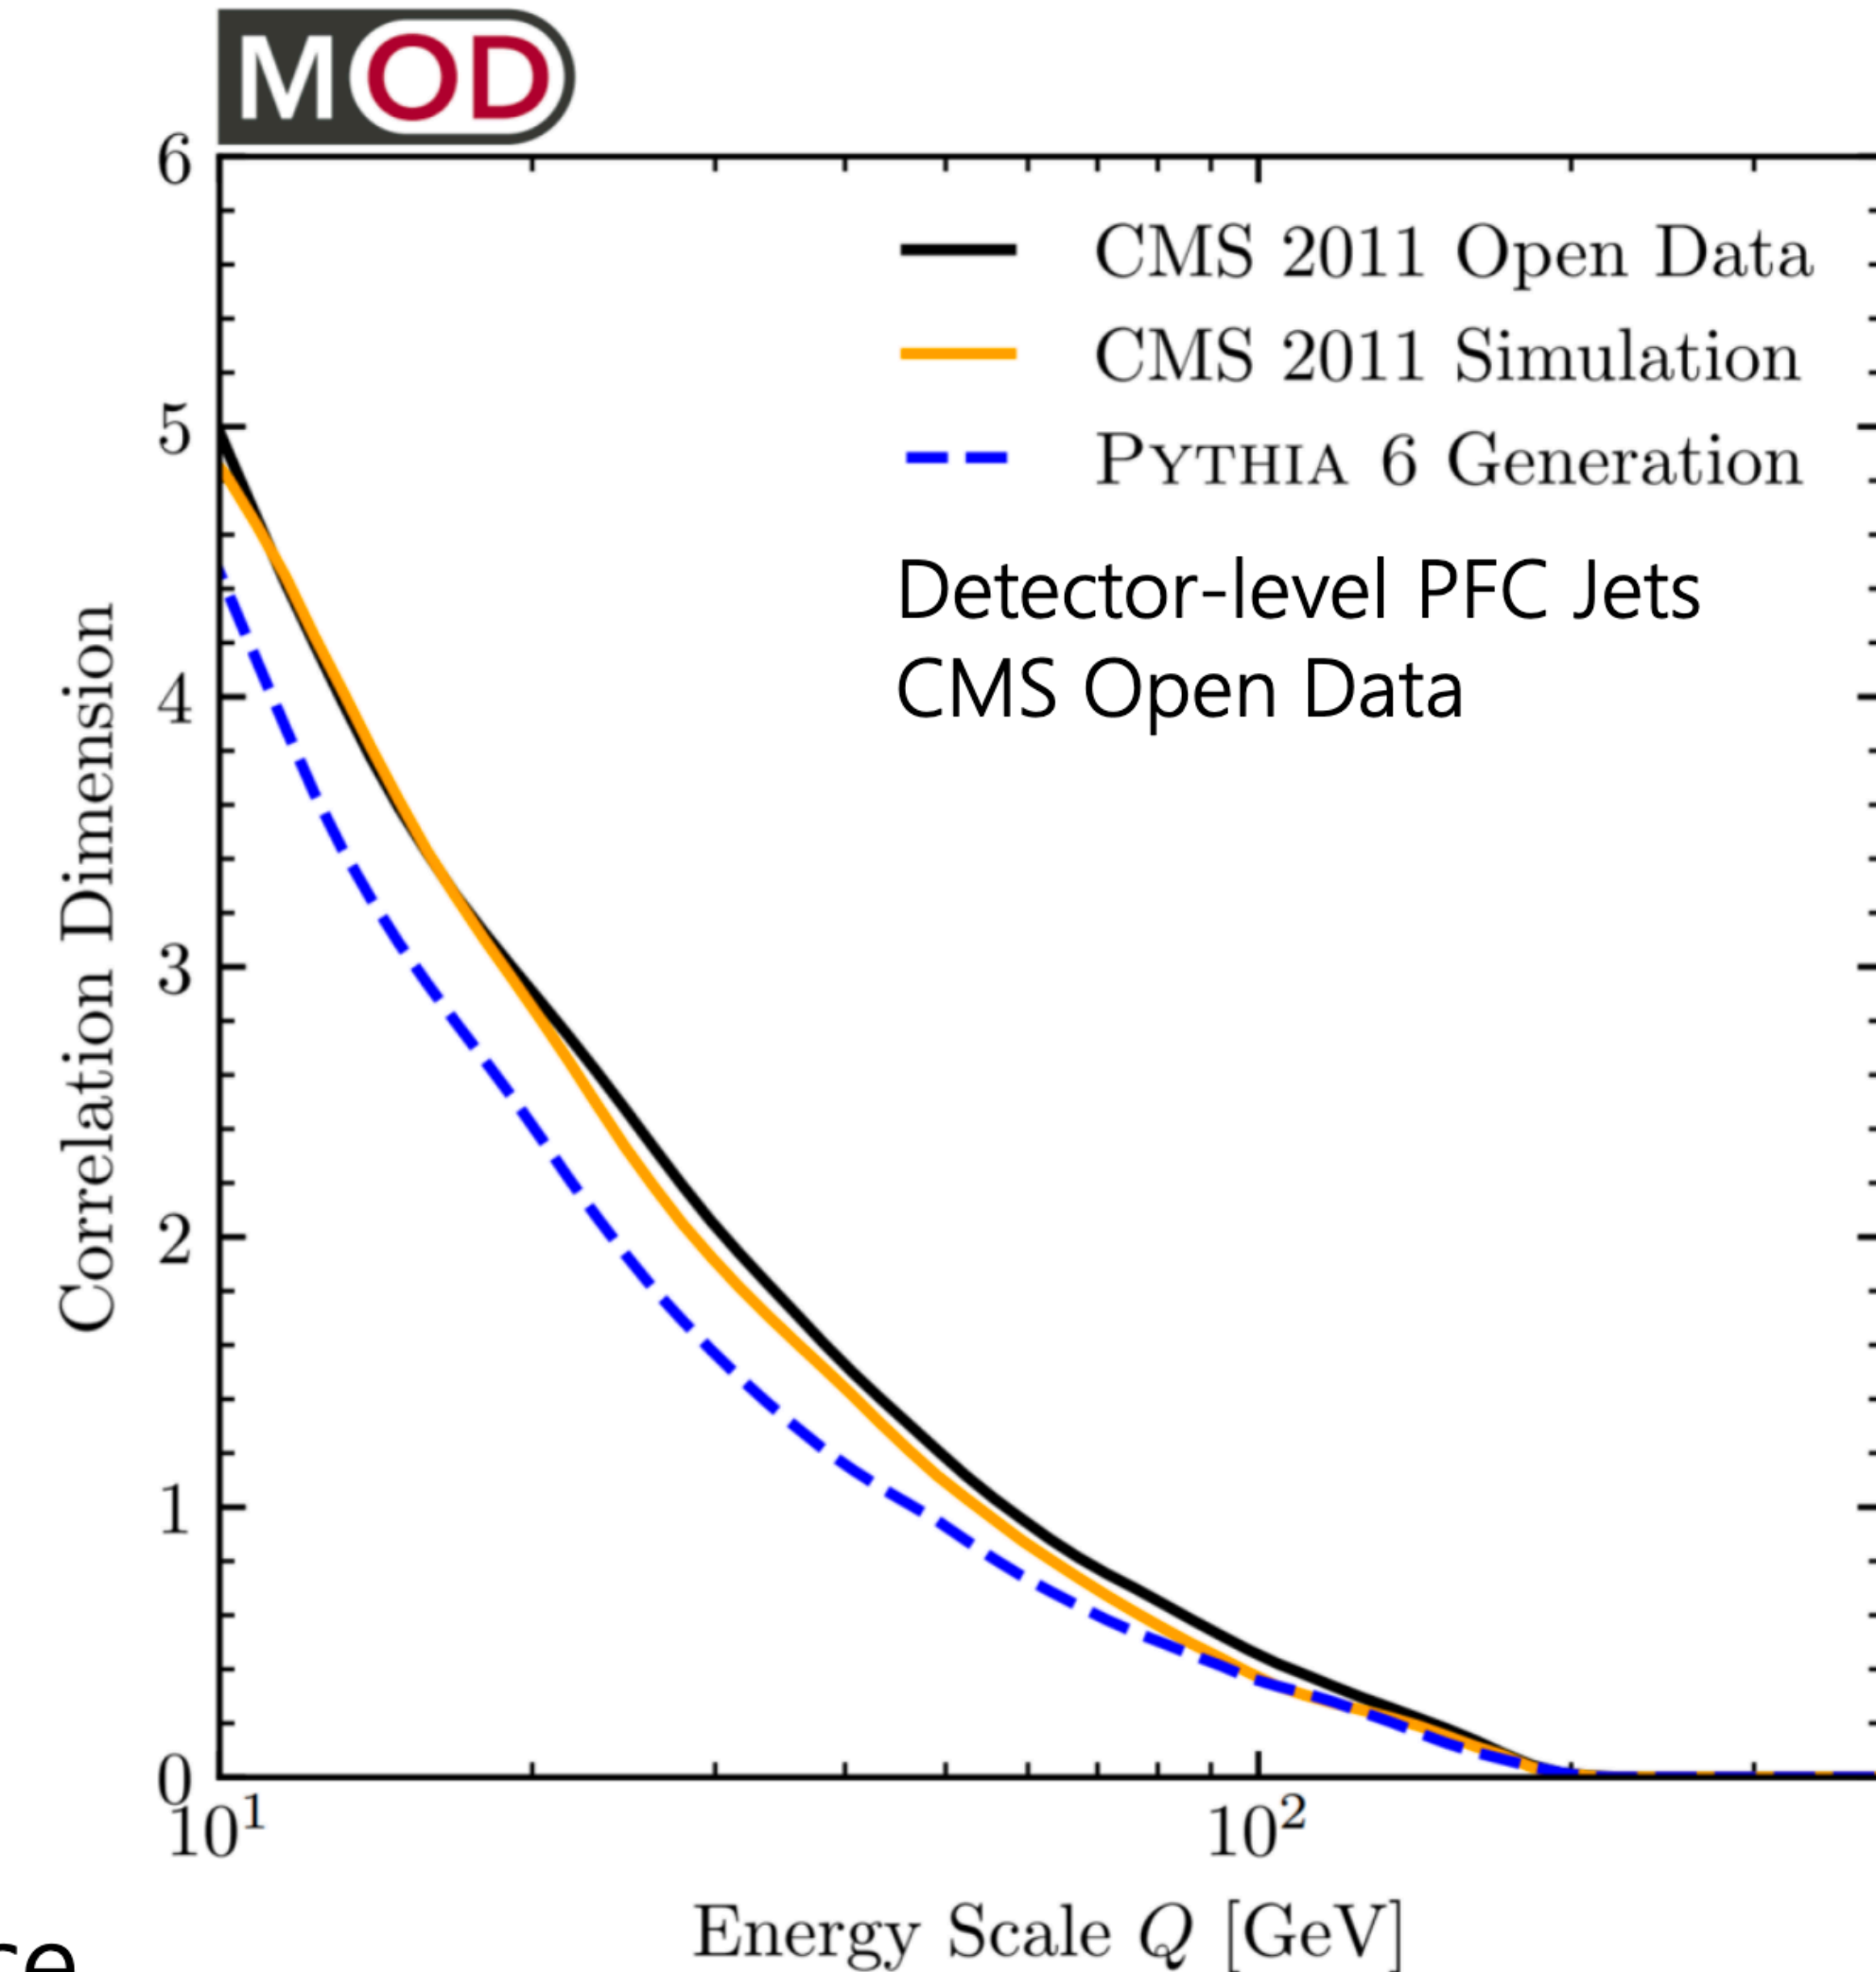 MOD
6
CMS 2011 Open Data
CMS 2011 Simulation
5
PYTHIA 6 Generation
Detector-level PFC Jets
CMS Open Data
4
Correlation Dimension
3
2
1
0
10¹
10²
Energy Scale Q [GeV]
ce